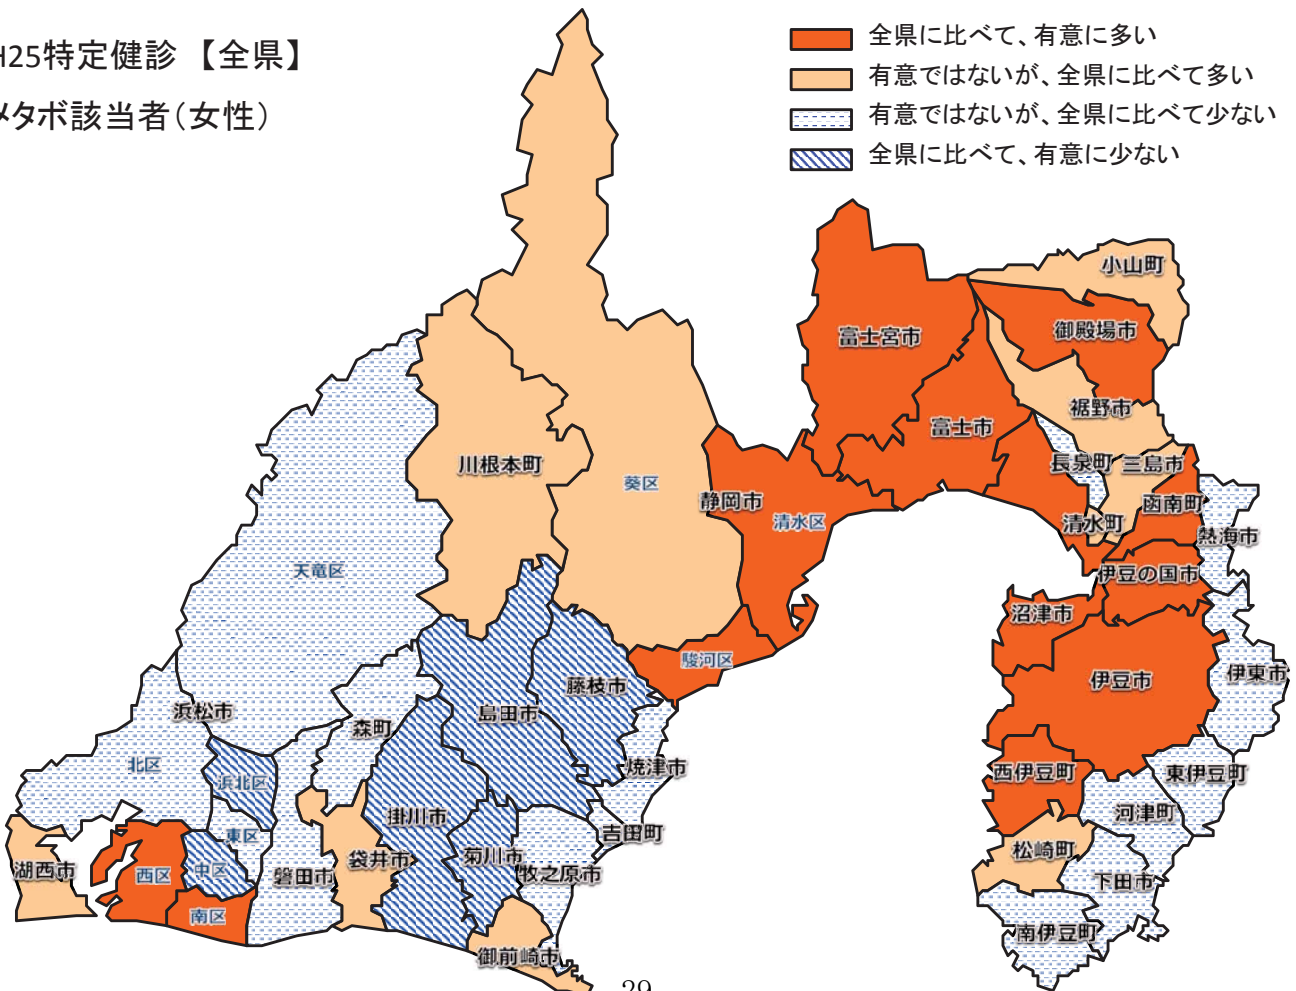 H25特定健診 【全県】
メタボ該当者(女性)
全県に比べて、有意に多い
有意ではないが、全県に比べて多い
有意ではないが、全県に比べて少ない
全県に比べて、有意に少ない
小山町
御殿場市
富士宮市
裾野市
富士市
長泉町
三島市
川根本町
葵区
静岡市
清水区
清水町
函南町
熱海市
天竜区
伊豆の国市
沼津市
駿河区
伊東市
伊豆市
藤枝市
島田市
浜松市
森町
焼津市
西伊豆町
東伊豆町
北区
浜北区
河津町
掛川市
吉田町
東区
松崎町
菊川市
袋井市
湖西市
西区
中区
磐田市
牧之原市
下田市
南区
南伊豆町
御前崎市
29